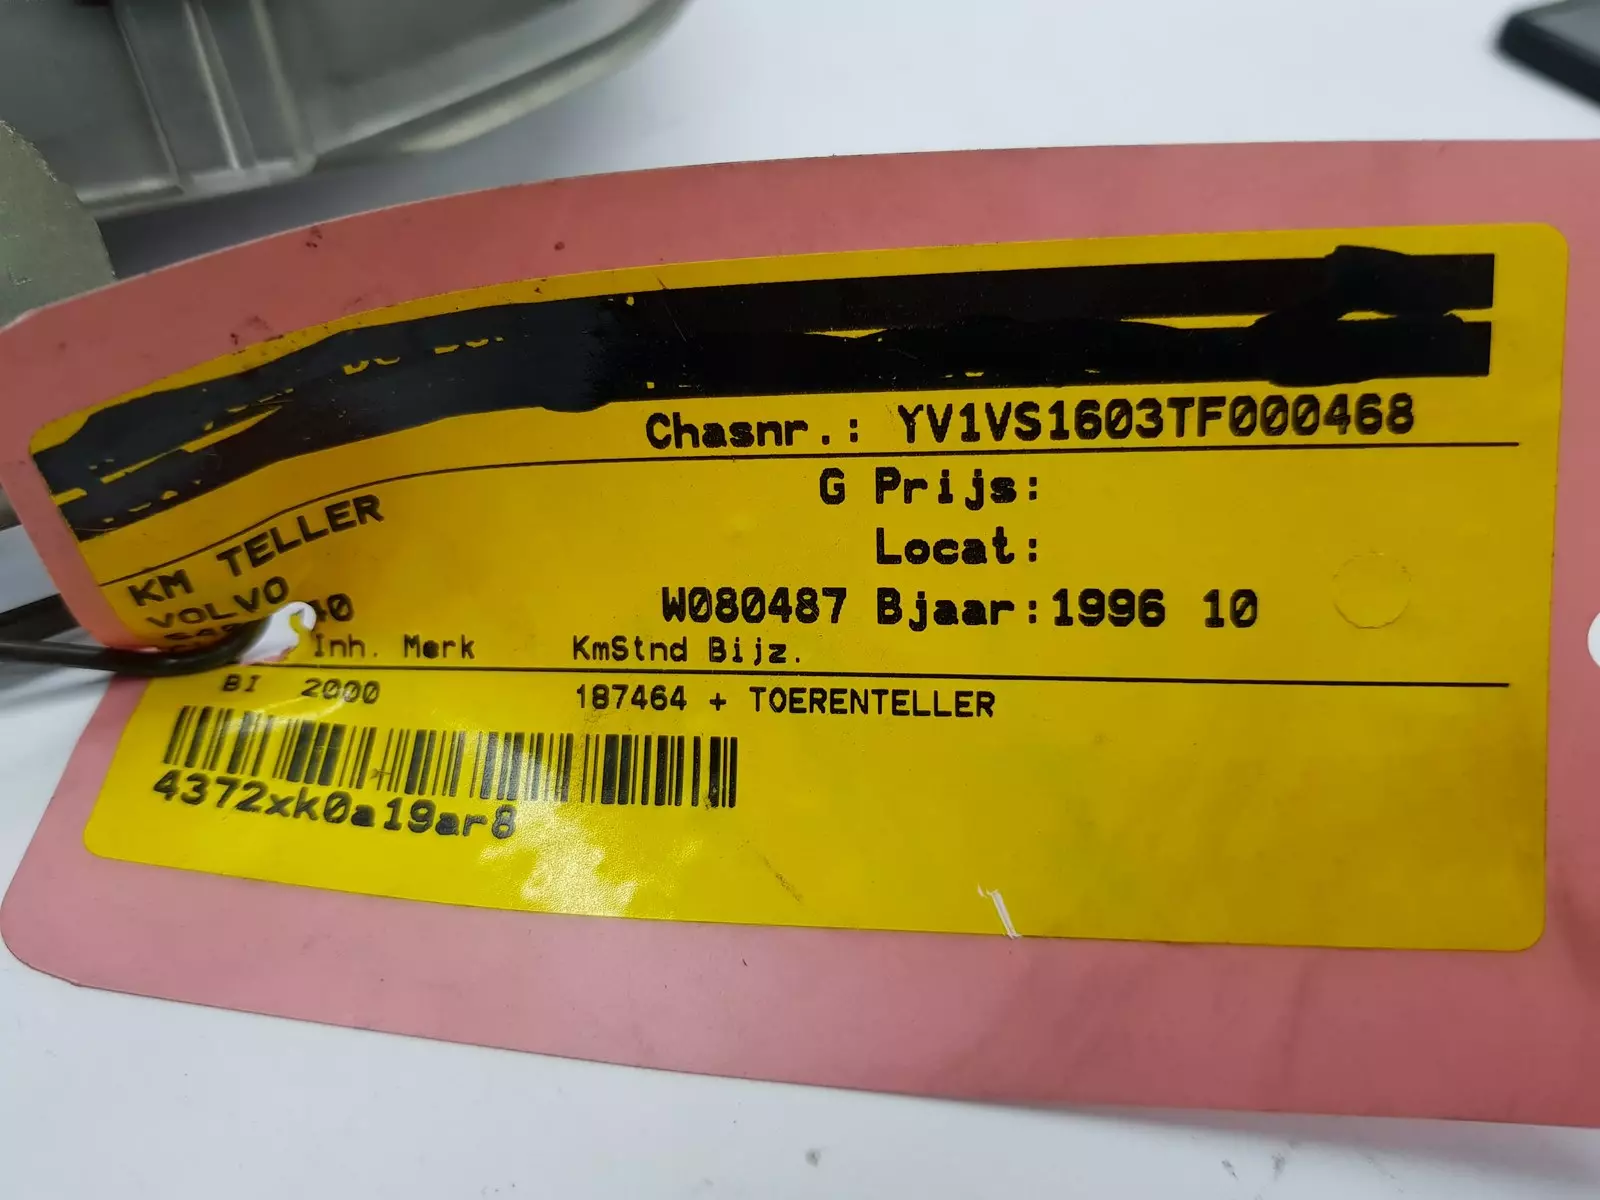 Chasnr.: YV1VS1603TF000468
KM TELLER G Prijs:
VOLVO Locat:
40 W080487 Bjaar:1996 10
Inh. Merk KmStnd Bijz.
BI 2000 187464 + TOERENTELLER
4372xk0a19ar8